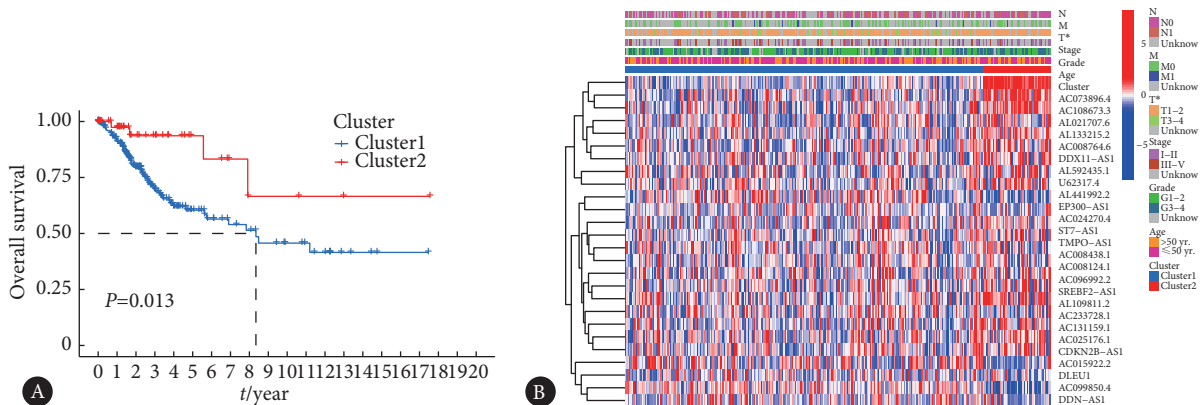 1.00
0.75
0.50
0.25
0
Overall survival
Cluster
Cluster1
Cluster2
P=0.013
0 1 2 3 4 5 6 7 8 9 10 11 12 13 14 15 16 17 18 19 20
t/year
A
N
M
T*
Stage
Grade
Age
Cluster
AC073896.4
AC108673.3
AL021707.6
AL133215.2
AC008764.6
DDX11-AS1
AL592435.1
U62317.4
AL441992.2
EP300-AS1
AC024270.4
ST7-AS1
TMPO-AS1
AC008438.1
AC008124.1
AC096992.2
SREBF2-AS1
AL109811.2
AC233728.1
AC131159.1
AC025176.1
CDKN2B-AS1
AC015922.2
DLEU1
AC099850.4
DDN-AS1
5
0
-5
N
N0
N1
Unknow
M
M0
M1
Unknow
T*
T1-2
T3-4
Unknow
Stage
I-II
III-V
Unknow
Grade
G1-2
G3-4
Unknow
Age
>50 yr.
≤50 yr.
Cluster
Cluster1
Cluster2
B